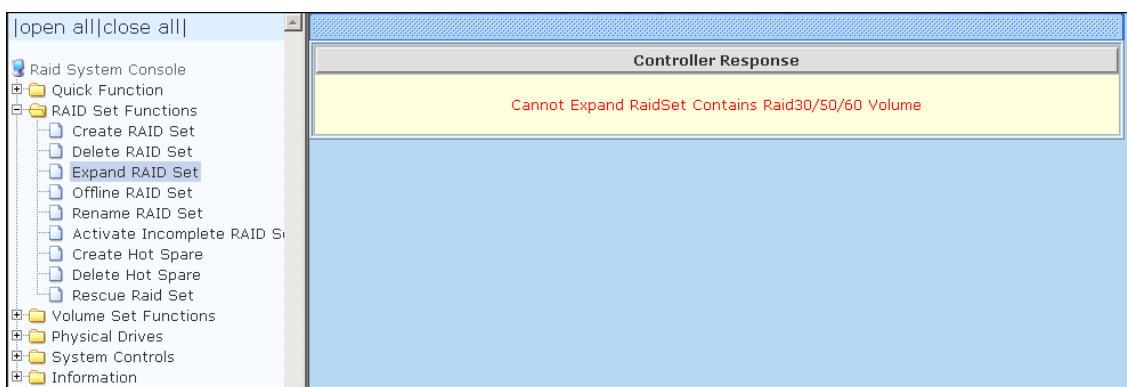 |open all|close all|
Raid System Console
Quick Function
RAID Set Functions
Create RAID Set
Delete RAID Set
Expand RAID Set
Offline RAID Set
Rename RAID Set
Activate Incomplete RAID
Create Hot Spare
Delete Hot Spare
Rescue Raid Set
Volume Set Functions
Physical Drives
System Controls
Information
Controller Response
Cannot Expand RaidSet Contains Raid30/50/60 Volume